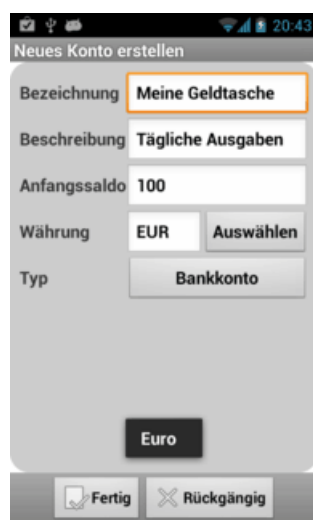 20:43
Neues Konto erstellen
Bezeichnung Meine Geldtasche
Beschreibung Tägliche Ausgaben
Anfangssaldo 100
Währung EUR Auswählen
Typ Bankkonto
Euro
Fertig Rückgängig